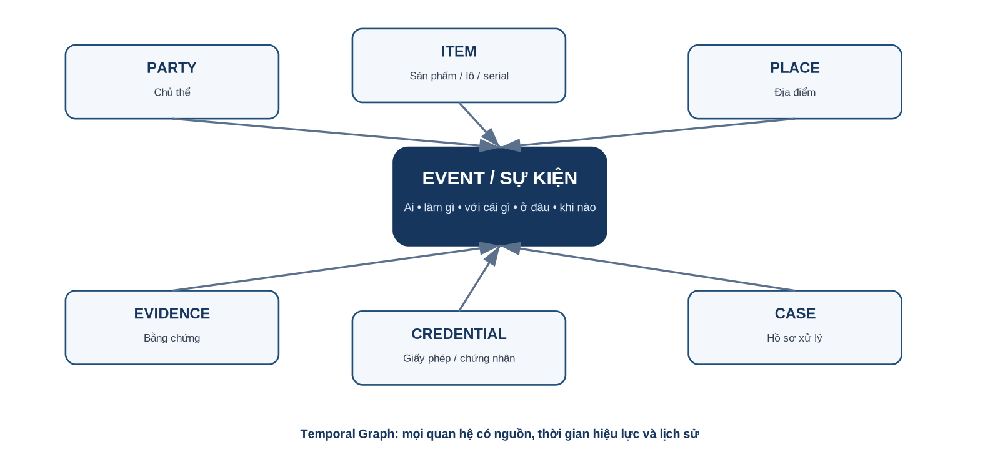 PARTY
Chủ thể
ITEM
Sản phẩm / lô / serial
PLACE
Địa điểm
EVENT / SỰ KIỆN
Ai • làm gì • với cái gì • ở đâu • khi nào
EVIDENCE
Bằng chứng
CREDENTIAL
Giấy phép / chứng nhận
CASE
Hồ sơ xử lý
Temporal Graph: mọi quan hệ có nguồn, thời gian hiệu lực và lịch sử